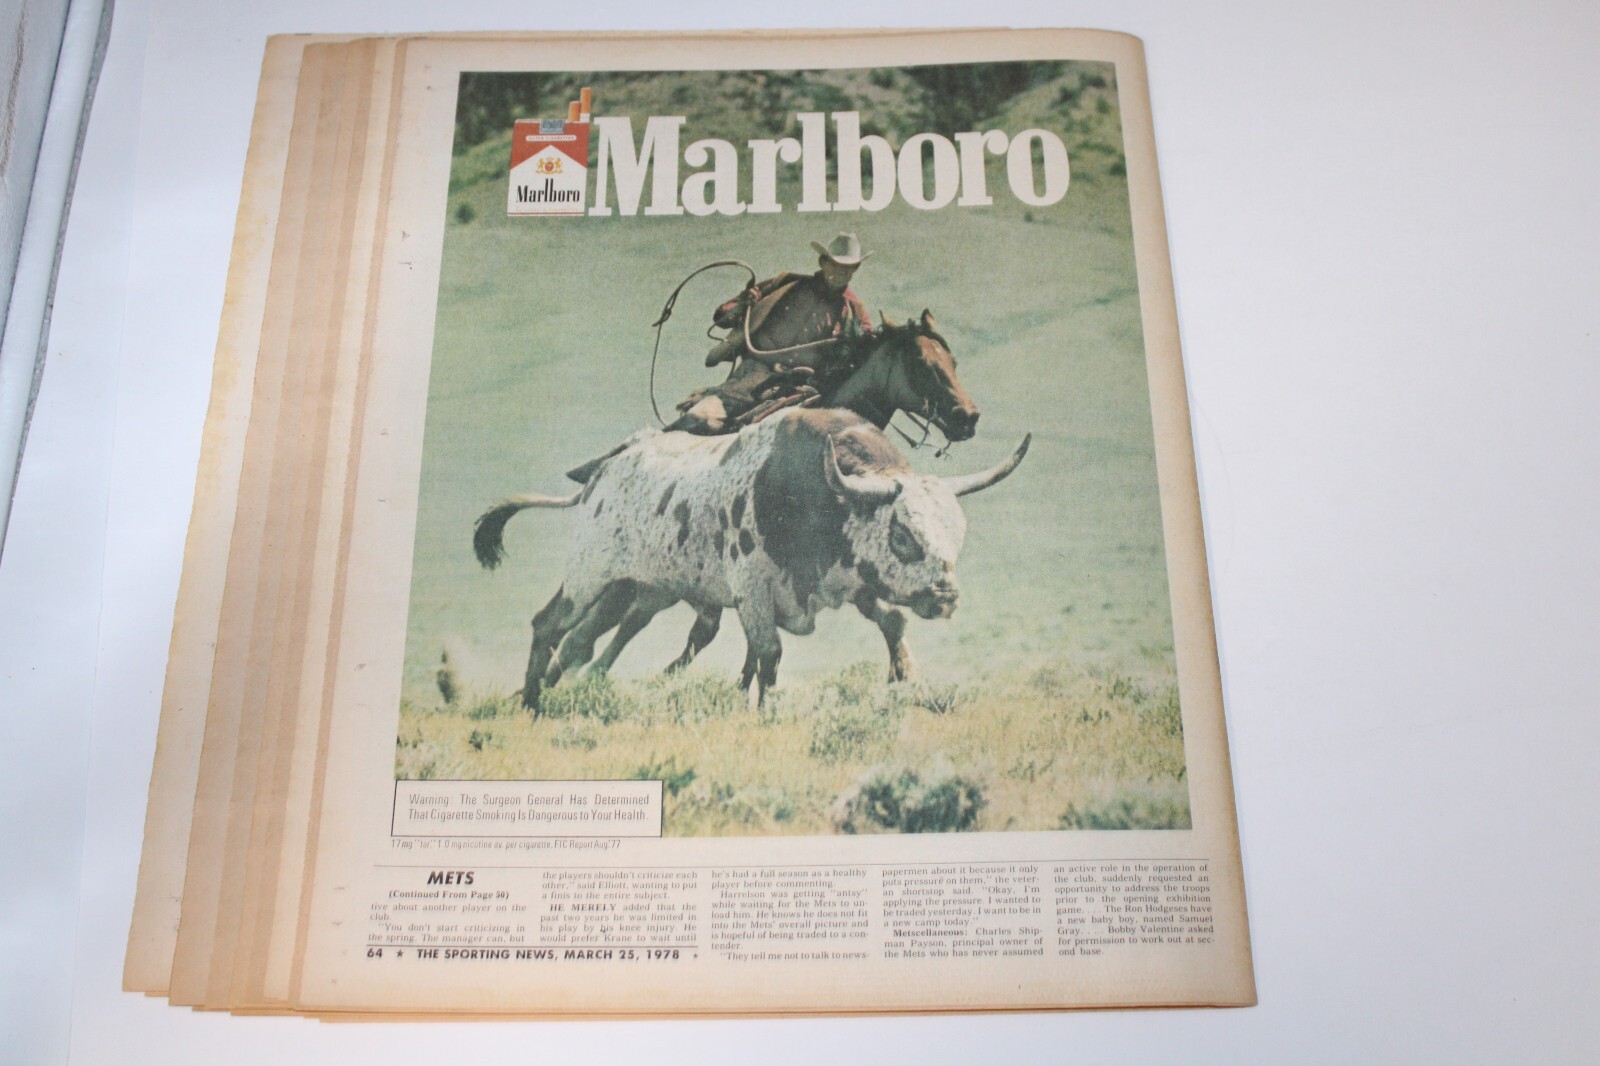 Marlboro
FILTER CIGARETTES
Marlboro
Warning: The Surgeon General Has Determined
That Cigarette Smoking Is Dangerous to Your Health.
17 mg "tar," 1.0 mg nicotine av. per cigarette, FTC Report Aug.'77
METS
(Continued From Page 50)
tive about another player on the
club.
"You don't start criticizing in
the spring. The manager can, but
the players shouldn't criticize each
other," said Elliott, wanting to put
a finis to the entire subject.
HE MERELY added that the
past two years he was limited in
his play by his knee injury. He
would prefer Krane to wait until
he's had a full season as a healthy
player before commenting.
Harrelson was getting "antsy"
while waiting for the Mets to un-
load him. He knows he does not fit
into the Mets' overall picture and
is hopeful of being traded to a con-
tender.
"They tell me not to talk to news-
papermen about it because it only
puts pressure on them," the veter-
an shortstop said. "Okay, I'm
applying the pressure. I wanted to
be traded yesterday. I want to be in
a new camp today."
Metscellaneous: Charles Ship-
man Payson, principal owner of
the Mets who has never assumed
an active role in the operation of
the club, suddenly requested an
opportunity to address the troops
prior to the opening exhibition
game. . . . The Ron Hodgeses have
a new baby boy, named Samuel
Gray. . . . Bobby Valentine asked
for permission to work out at sec-
ond base.
64 ★ THE SPORTING NEWS, MARCH 25, 1978 ★